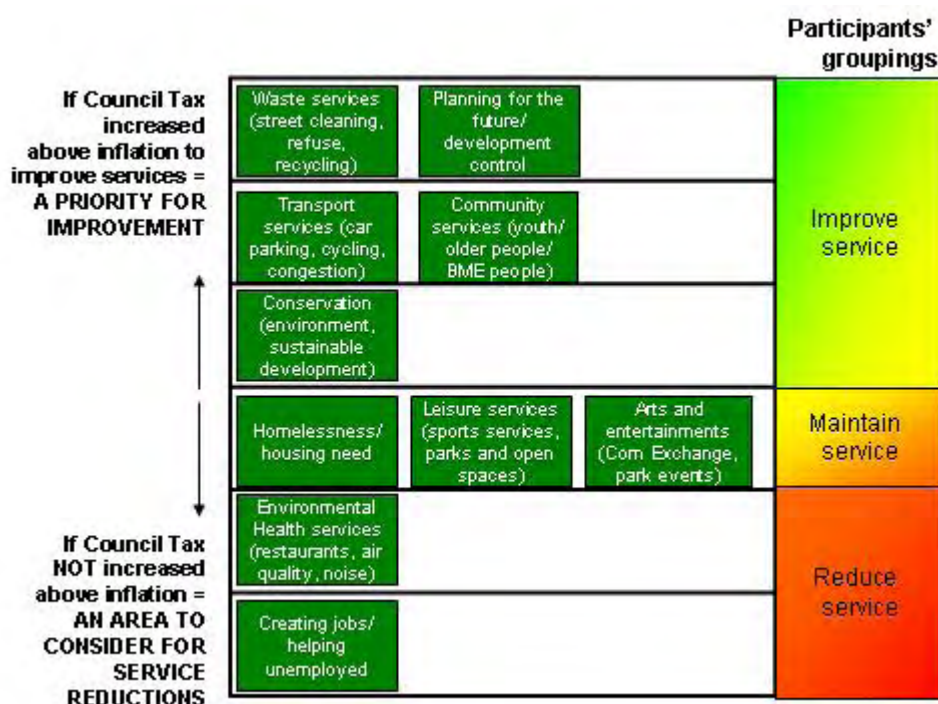 Participants'
groupings
If Council Tax
increased
above inflation to
improve services =
A PRIORITY FOR
IMPROVEMENT
Waste services
(street cleaning,
refuse,
recycling)
Planning for the
future/
development
control
Transport
services (car
parking, cycling,
congestion)
Community
services (youth/
older people/
BME people)
Improve
service
Conservation
(environment,
sustainable
development)
Homelessness/
housing need
Leisure services
(sports services,
parks and open
spaces)
Arts and
entertainments
(Corn Exchange,
park events)
Maintain
service
If Council Tax
NOT increased
above inflation =
AN AREA TO
CONSIDER FOR
SERVICE
REDUCTIONS
Environmental
Health services
(restaurants, air
quality, noise)
Creating jobs/
helping
unemployed
Reduce
service